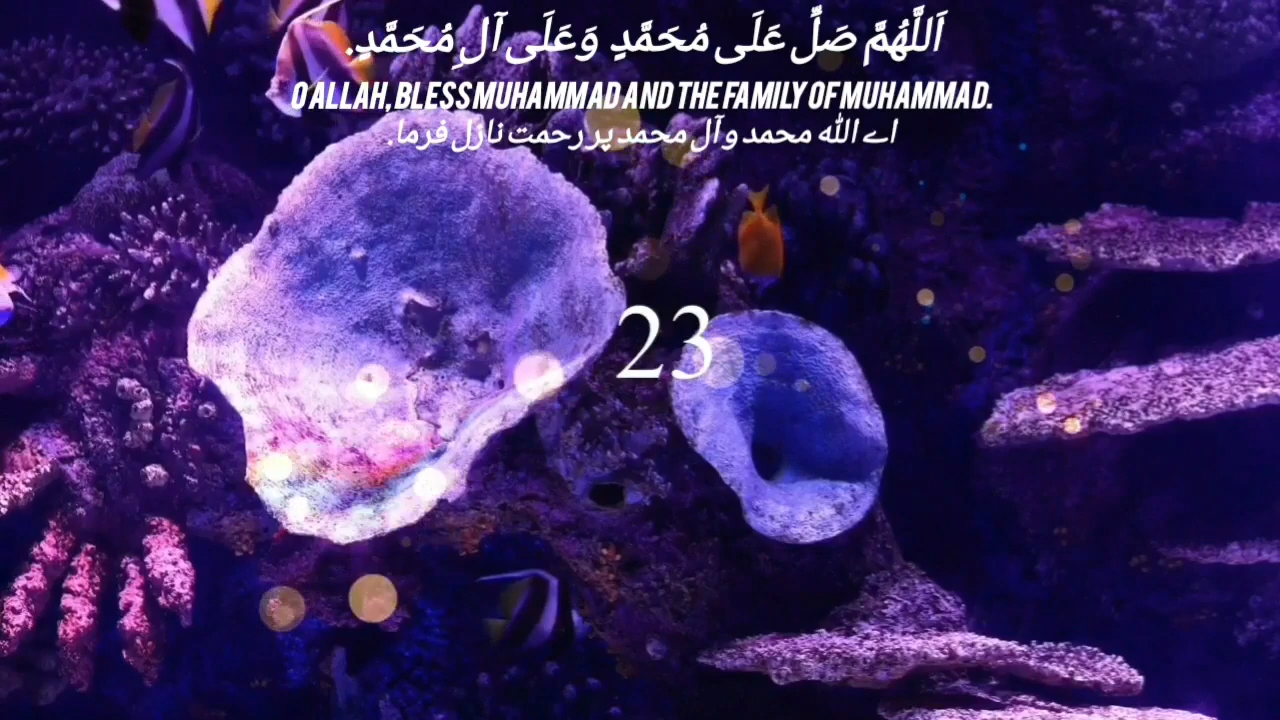 اَللَّهُمَّ صَلِّ عَلَى مُحَمَّدٍ وَعَلَى آلِ مُحَمَّدٍ.
O ALLAH, BLESS MUHAMMAD AND THE FAMILY OF MUHAMMAD.
اے اللہ محمد و آل محمد پر رحمت نازل فرما.
23